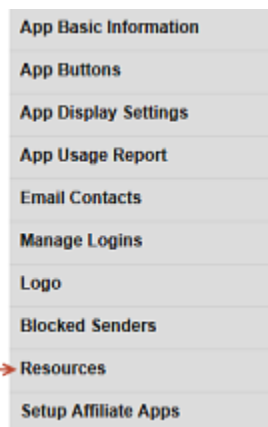 App Basic Information
App Buttons
App Display Settings
App Usage Report
Email Contacts
Manage Logins
Logo
Blocked Senders
Resources
Setup Affiliate Apps